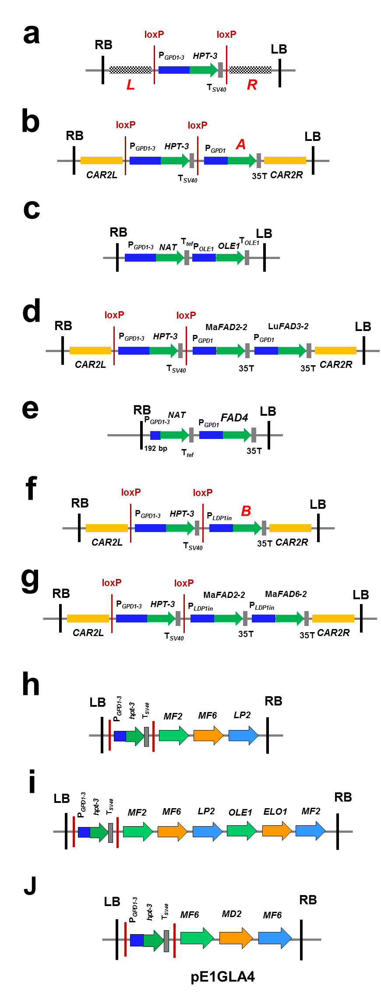 a
loxP loxP
RB LB
PGPD1-3 HPT-3
L TSV40 R
b
loxP loxP
RB LB
PGPD1-3 HPT-3 PGPD1 A
CAR2L TSV40 35T CAR2R
c
RB LB
PGPD1-3 NAT Ttef POLE1 OLE1 TOLE1
d
loxP loxP
RB LB
PGPD1-3 HPT-3 PGPD1 MaFAD2-2 PGPD1 LuFAD3-2
CAR2L TSV40 35T 35T CAR2R
e
RB LB
PGPD1-3 NAT PGPD1 FAD4
192 bp Ttef 35T
f
loxP loxP
RB LB
PGPD1-3 HPT-3 PLDP1in B
CAR2L TSV40 35T CAR2R
g
loxP loxP
RB LB
PGPD1-3 HPT-3 PLDP1in MaFAD2-2 PLDP1in MaFAD6-2
CAR2L TSV40 35T 35T CAR2R
h
LB PGPD1-3 hpt-3 TSV40 MF2 MF6 LP2 RB
i
LB PGPD1-3 hpt-3 TSV40 MF2 MF6 LP2 OLE1 ELO1 MF2 RB
J
LB PGPD1-3 hpt-3 TSV40 MF6 MD2 MF6 RB
pE1GLA4